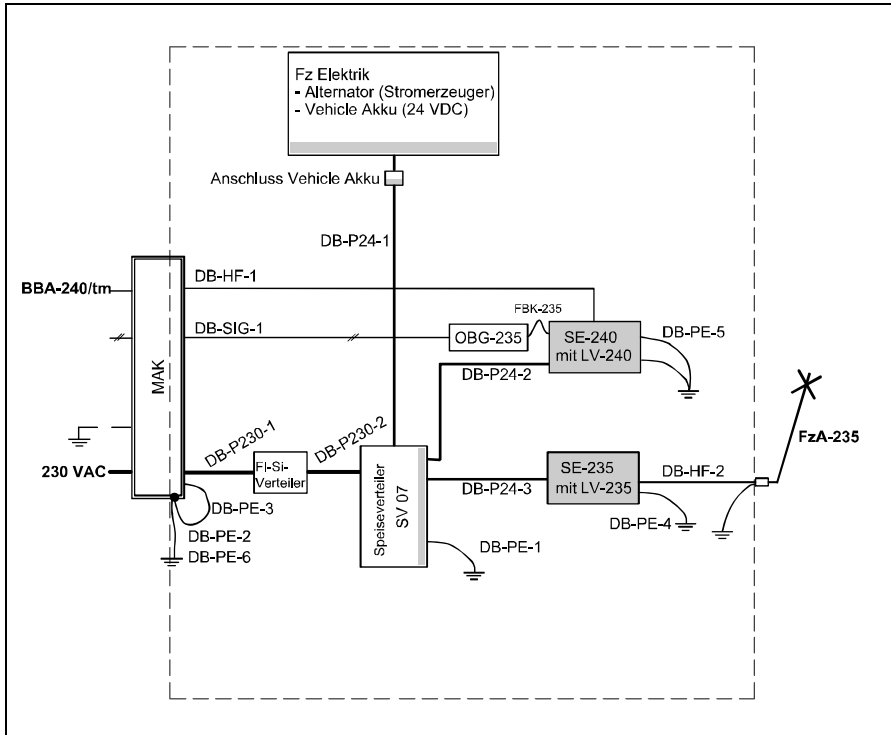 Fz Elektrik
- Alternator (Stromerzeuger)
- Vehicle Akku (24 VDC)
Anschluss Vehicle Akku
DB-P24-1
BBA-240/tm
MAK
DB-HF-1
DB-SIG-1
OBG-235
FBK-235
SE-240
mit LV-240
DB-PE-5
DB-P24-2
FzA-235
230 VAC
DB-P230-1
FI-Si-
Verteiler
DB-P230-2
Speiseverteiler
SV 07
DB-P24-3
SE-235
mit LV-235
DB-HF-2
DB-PE-4
DB-PE-3
DB-PE-2
DB-PE-6
DB-PE-1